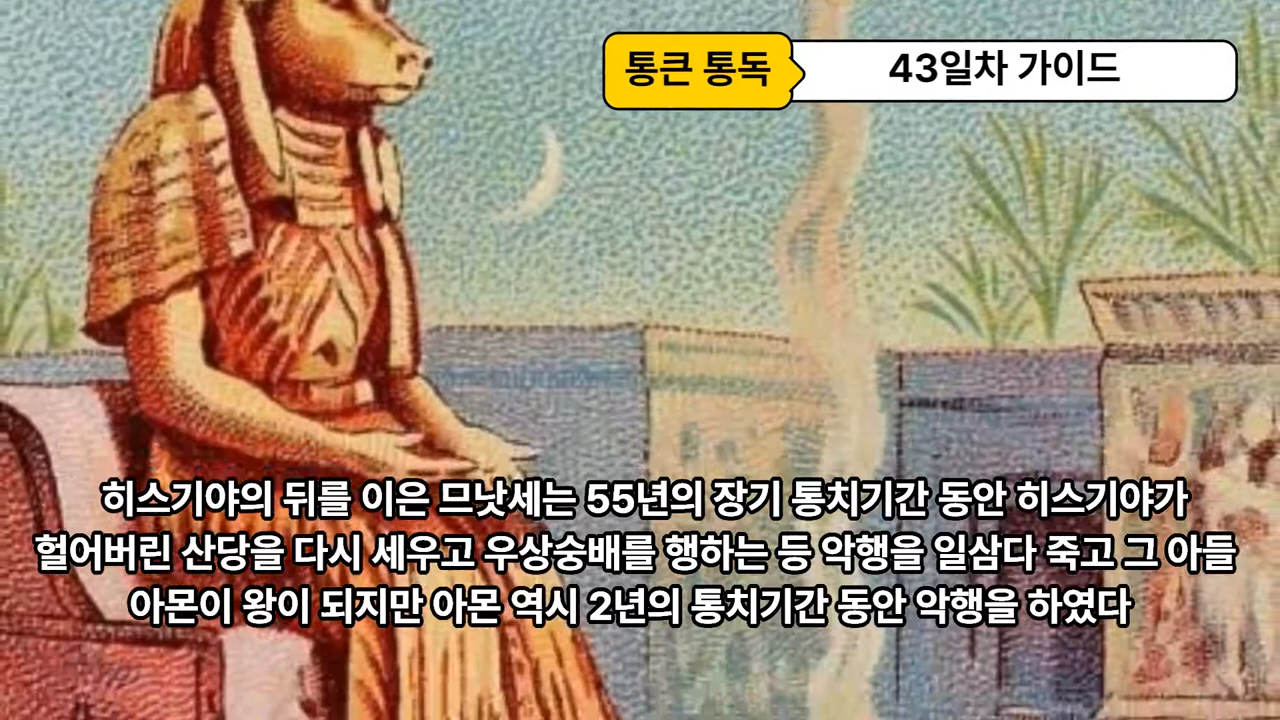 통큰 통독
43일차 가이드
히스기야의 뒤를 이은 므낫세는 55년의 장기 통치기간 동안 히스기야가
헐어버린 산당을 다시 세우고 우상숭배를 행하는 등 악행을 일삼다 죽고 그 아들
아몬이 왕이 되지만 아몬 역시 2년의 통치기간 동안 악행을 하였다